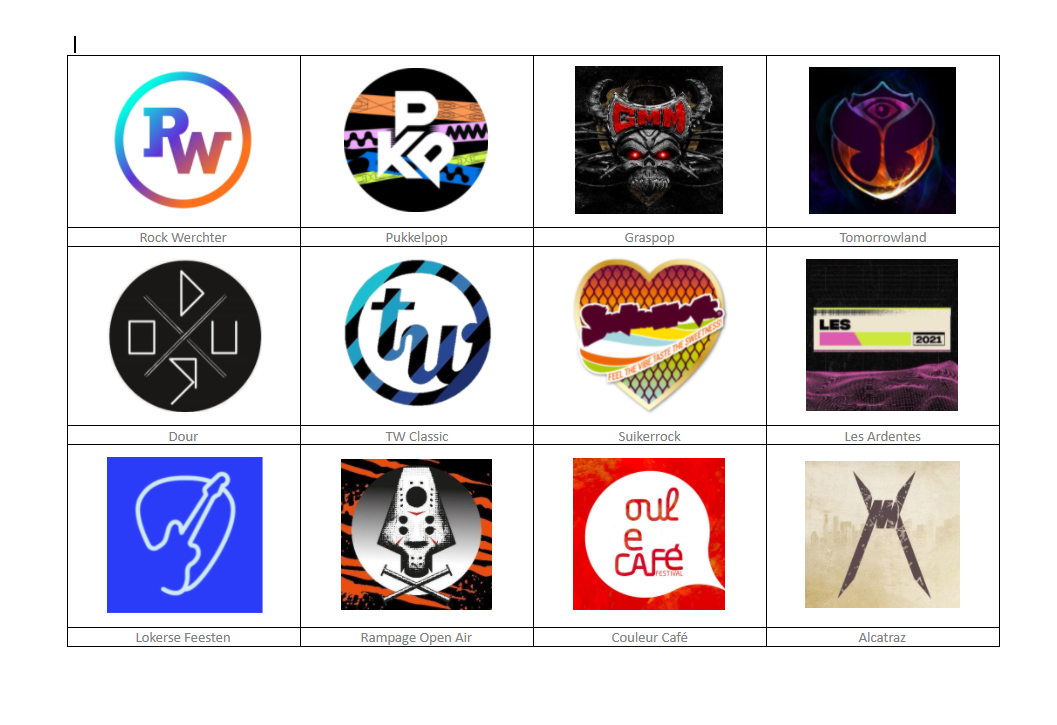 RW
PKP
GMM
Rock Werchter
Pukkelpop
Graspop
Tomorrowland
DOUR
tw
FEEL THE VIBE, TASTE THE SWEETNESS!
LES
2021
Dour
TW Classic
Suikerrock
Les Ardentes
oul
e
CAFé
FESTIVAL
Lokerse Feesten
Rampage Open Air
Couleur Café
Alcatraz